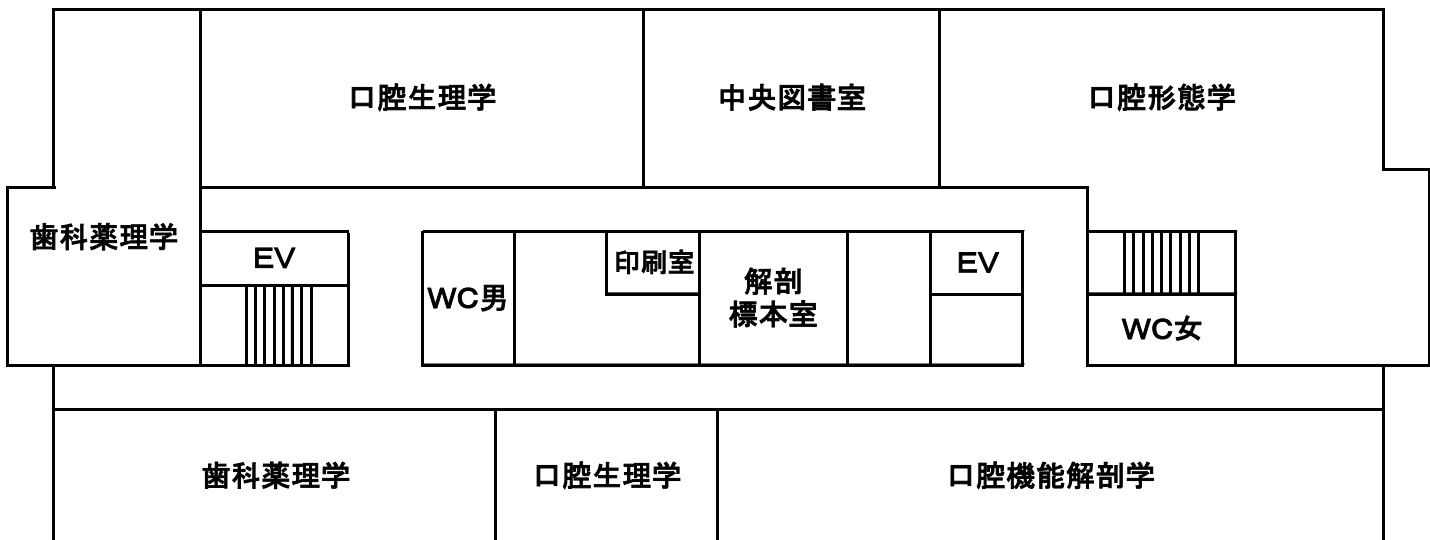 口腔生理学
中央図書室
口腔形態学
歯科薬理学
EV
WC男
印刷室
解剖
標本室
EV
WC女
歯科薬理学
口腔生理学
口腔機能解剖学